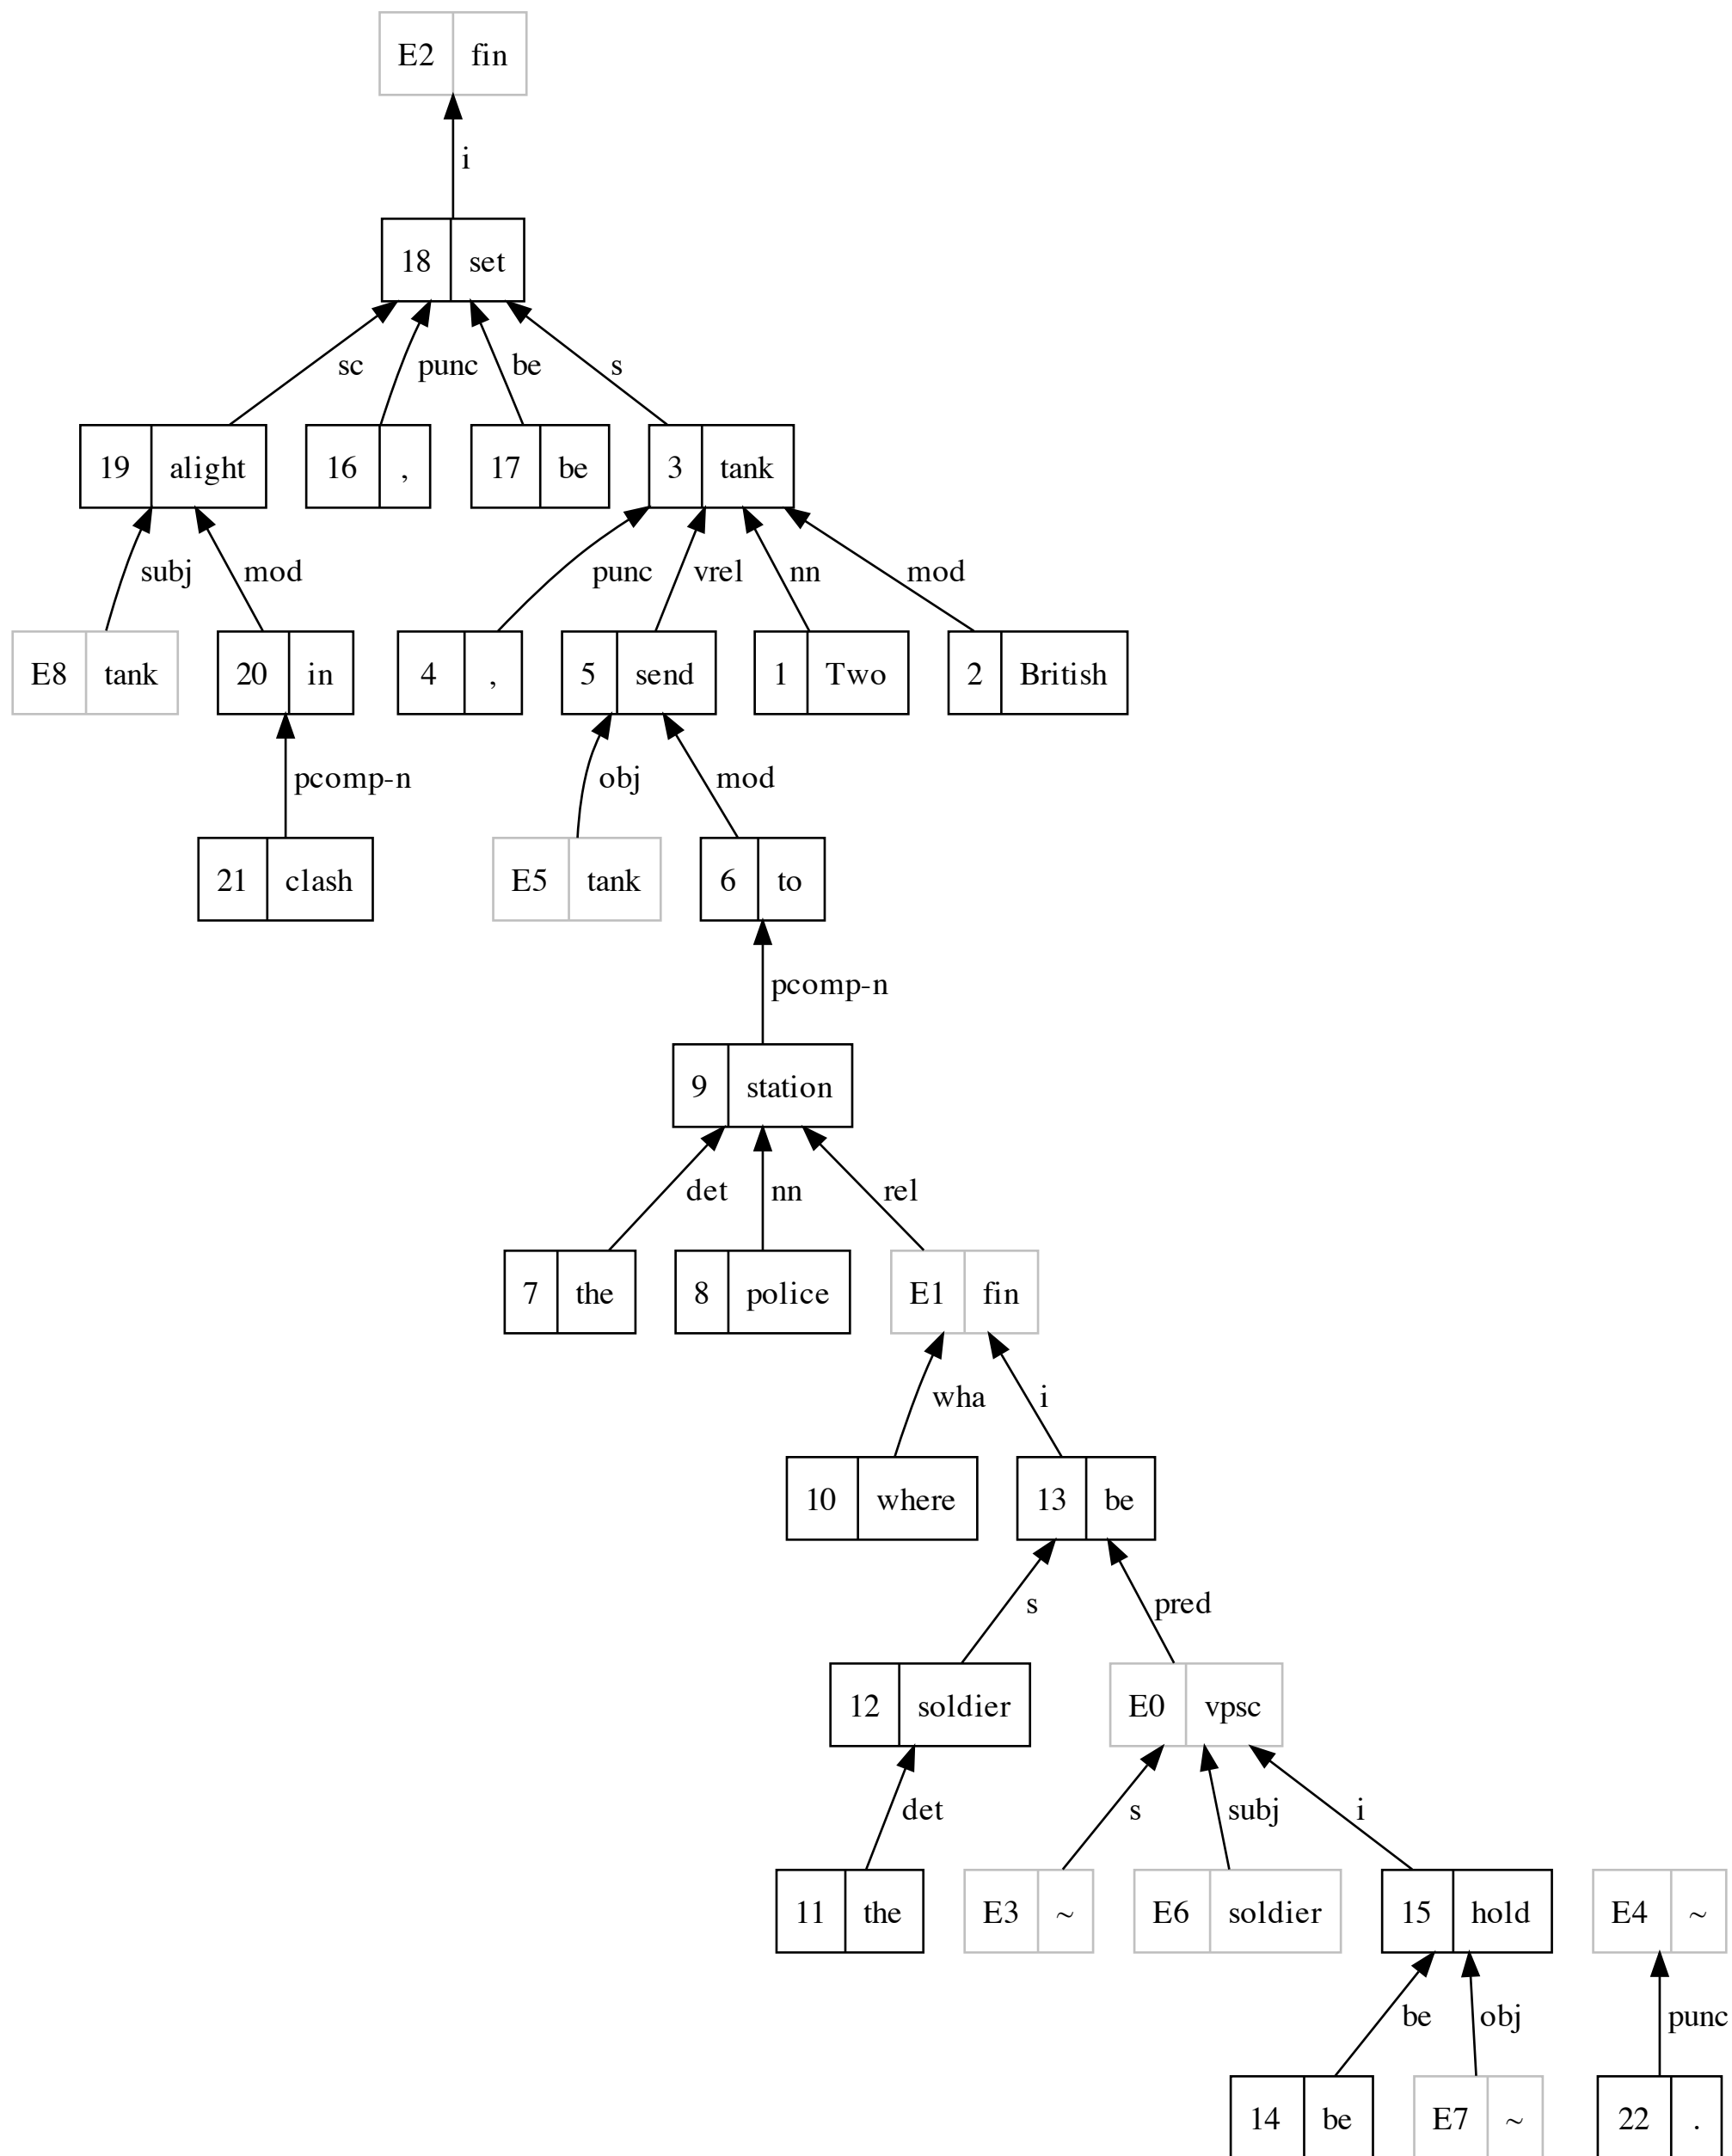 E2 fin
i
18 set
sc punc be s
19 alight 16 , 17 be 3 tank
subj mod punc vrel nn mod
E8 tank 20 in 4 , 5 send 1 Two 2 British
pcomp-n obj mod
21 clash E5 tank 6 to
pcomp-n
9 station
det nn rel
7 the 8 police E1 fin
wha i
10 where 13 be
s pred
12 soldier E0 vpsc
det s subj i
11 the E3 ~ E6 soldier 15 hold E4 ~
be obj punc
14 be E7 ~ 22 .